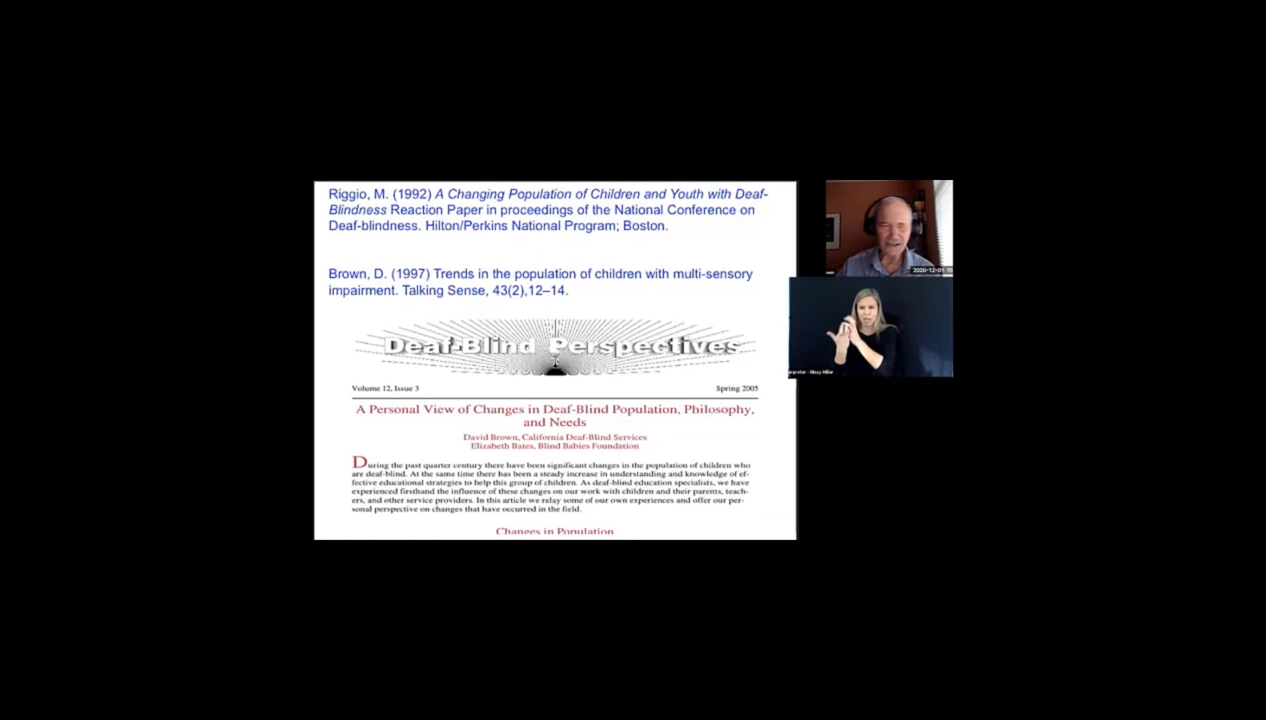 Riggio, M. (1992) A Changing Population of Children and Youth with Deaf-
Blindness Reaction Paper in proceedings of the National Conference on
Deaf-blindness. Hilton/Perkins National Program; Boston.
Brown, D. (1997) Trends in the population of children with multi-sensory
impairment. Talking Sense, 43(2),12–14.
Deaf-Blind Perspectives
Volume 12, Issue 3 Spring 2005
A Personal View of Changes in Deaf-Blind Population, Philosophy,
and Needs
David Brown, California Deaf-Blind Services
Elizabeth Bates, Blind Babies Foundation
During the past quarter century there have been significant changes in the population of children who
are deaf-blind. At the same time there has been a steady increase in understanding and knowledge of ef-
fective educational strategies to help this group of children. As deaf-blind education specialists, we have
experienced firsthand the influence of these changes on our work with children and their parents, teach-
ers, and other service providers. In this article we relay some of our own experiences and offer our per-
sonal perspective on changes that have occurred in the field.
Changes in Population
2020-12-01